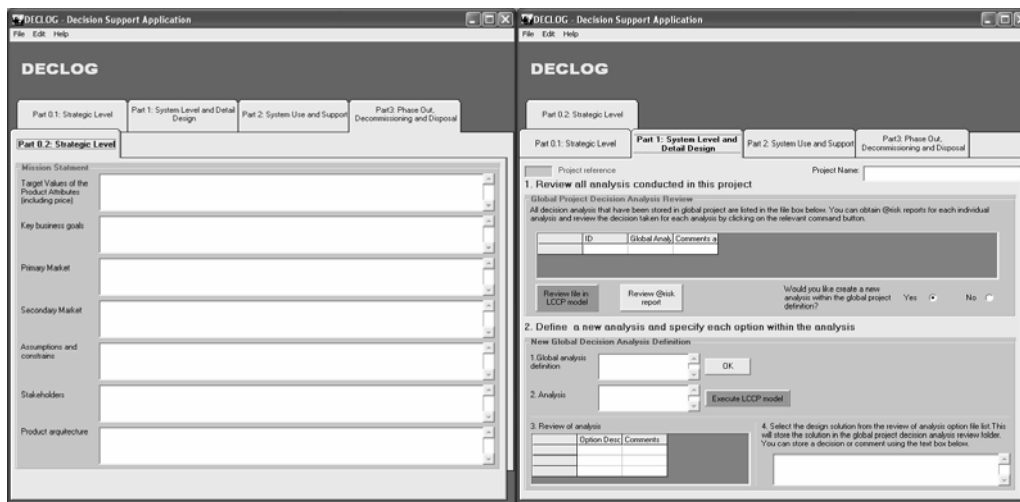 DECLOG - Decision Support Application
File Edit Help
DECLOG
Part 0.1: Strategic Level
Part 1: System Level and Detail
Design
Part 2: System Use and Support
Part3: Phase Out,
Decommissioning and Disposal
Part 0.2: Strategic Level
Mission Statment
Target Values of the
Product Attributes
(including price)
Key business goals
Primary Market
Secondary Market
Assumptions and
constrains
Stakeholders
Product arquitecture
DECLOG - Decision Support Application
File Edit Help
DECLOG
Part 0.2: Strategic Level
Part 0.1: Strategic Level
Part 1: System Level and
Detail Design
Part 2: System Use and Support
Part3: Phase Out,
Decommissioning and Disposal
Project reference
Project Name:
1. Review all analysis conducted in this project
Global Project Decision Analysis Review
All decision analysis that have been stored in global project are listed in the file box below. You can obtain @risk reports for each individual
analysis and review the decision taken for each analysis by clicking on the relevant command button.
ID Global Analy Comments a
Review file in
LCCP model
Review @risk
report
Would you like create a new
analysis within the global project
definition?
Yes
No
2. Define a new analysis and specify each option within the analysis
New Global Decision Analysis Definition
1.Global analysis
definition
OK
2. Analysis
Execute LCCP model
3. Review of analysis
Option Desc Comments
4. Select the design solution from the review of analysis option file list.This
will store the solution in the global project decision analysis review folder.
You can store a decision or comment using the text box below.